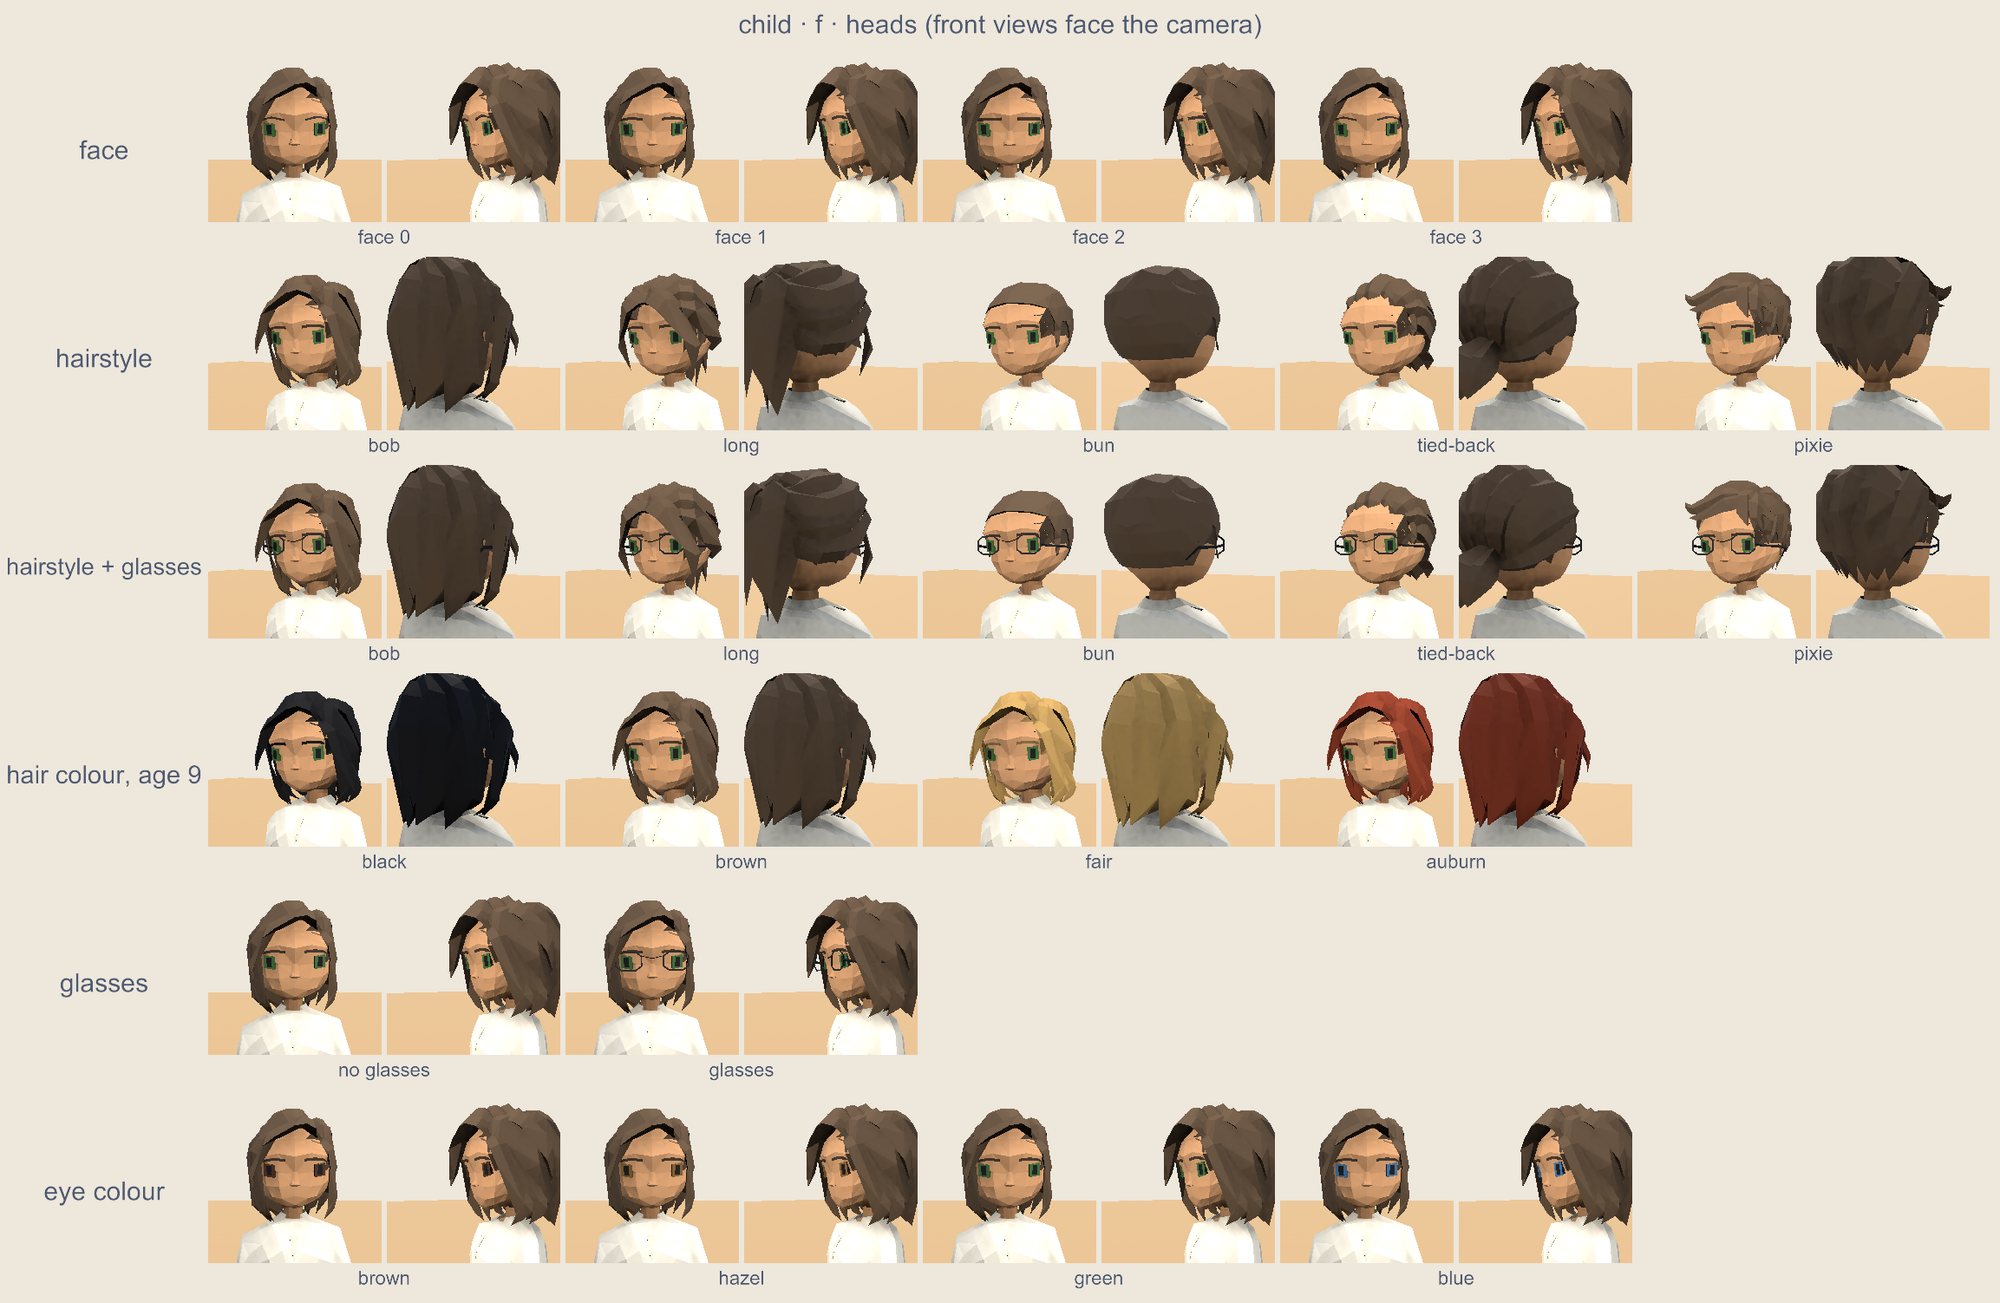 child · f · heads (front views face the camera)
face
face 0
face 1
face 2
face 3
hairstyle
bob
long
bun
tied-back
pixie
hairstyle + glasses
bob
long
bun
tied-back
pixie
hair colour, age 9
black
brown
fair
auburn
glasses
no glasses
glasses
eye colour
brown
hazel
green
blue